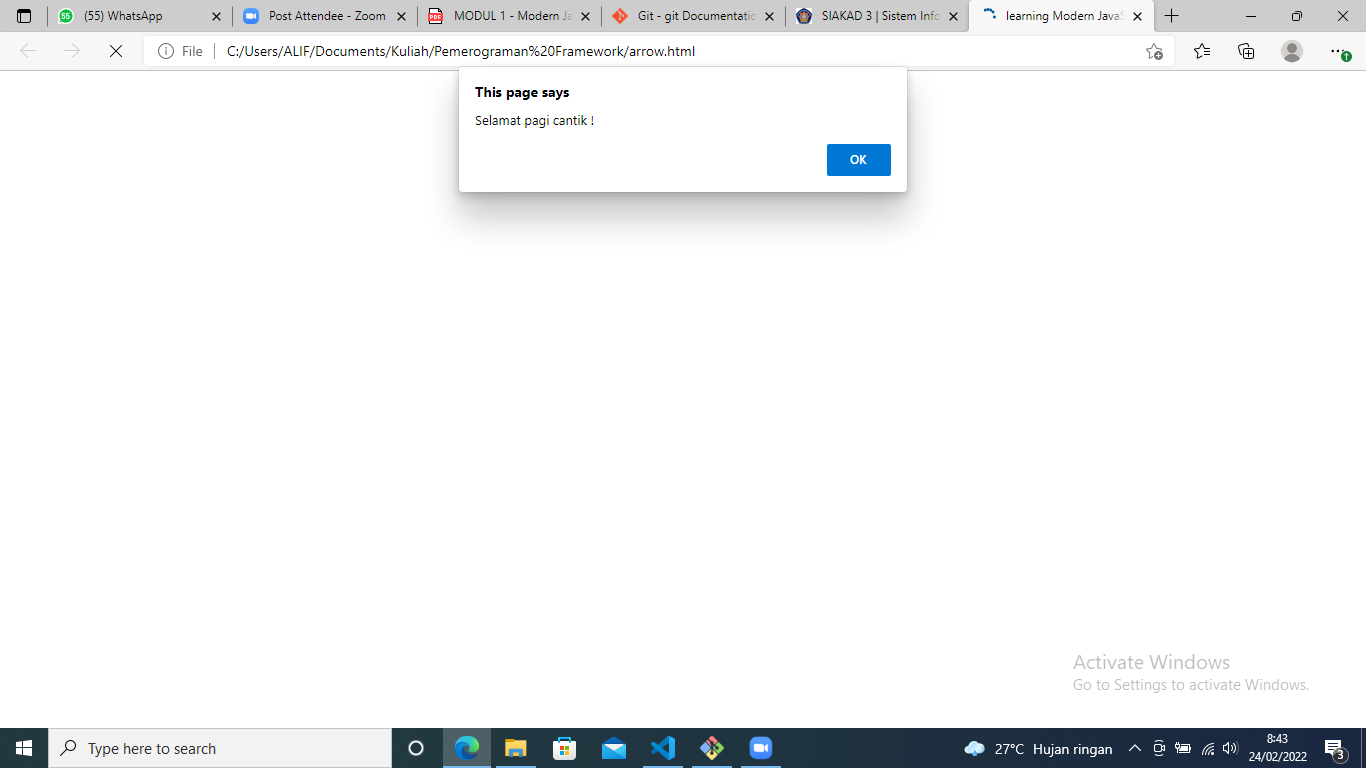 (55) WhatsApp
Post Attendee - Zoom
MODUL 1 - Modern Ja
Git - git Documentatio
SIAKAD 3 | Sistem Info
learning Modern JavaS
File
C:/Users/ALIF/Documents/Kuliah/Pemerograman%20Framework/arrow.html
This page says
Selamat pagi cantik !
OK
Activate Windows
Go to Settings to activate Windows.
Type here to search
27°C Hujan ringan
8:43
24/02/2022
3